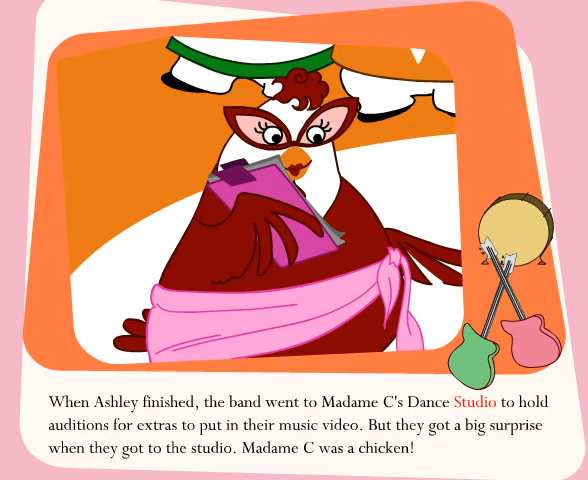 When Ashley finished, the band went to Madame C's Dance Studio to hold
auditions for extras to put in their music video. But they got a big surprise
when they got to the studio. Madame C was a chicken!